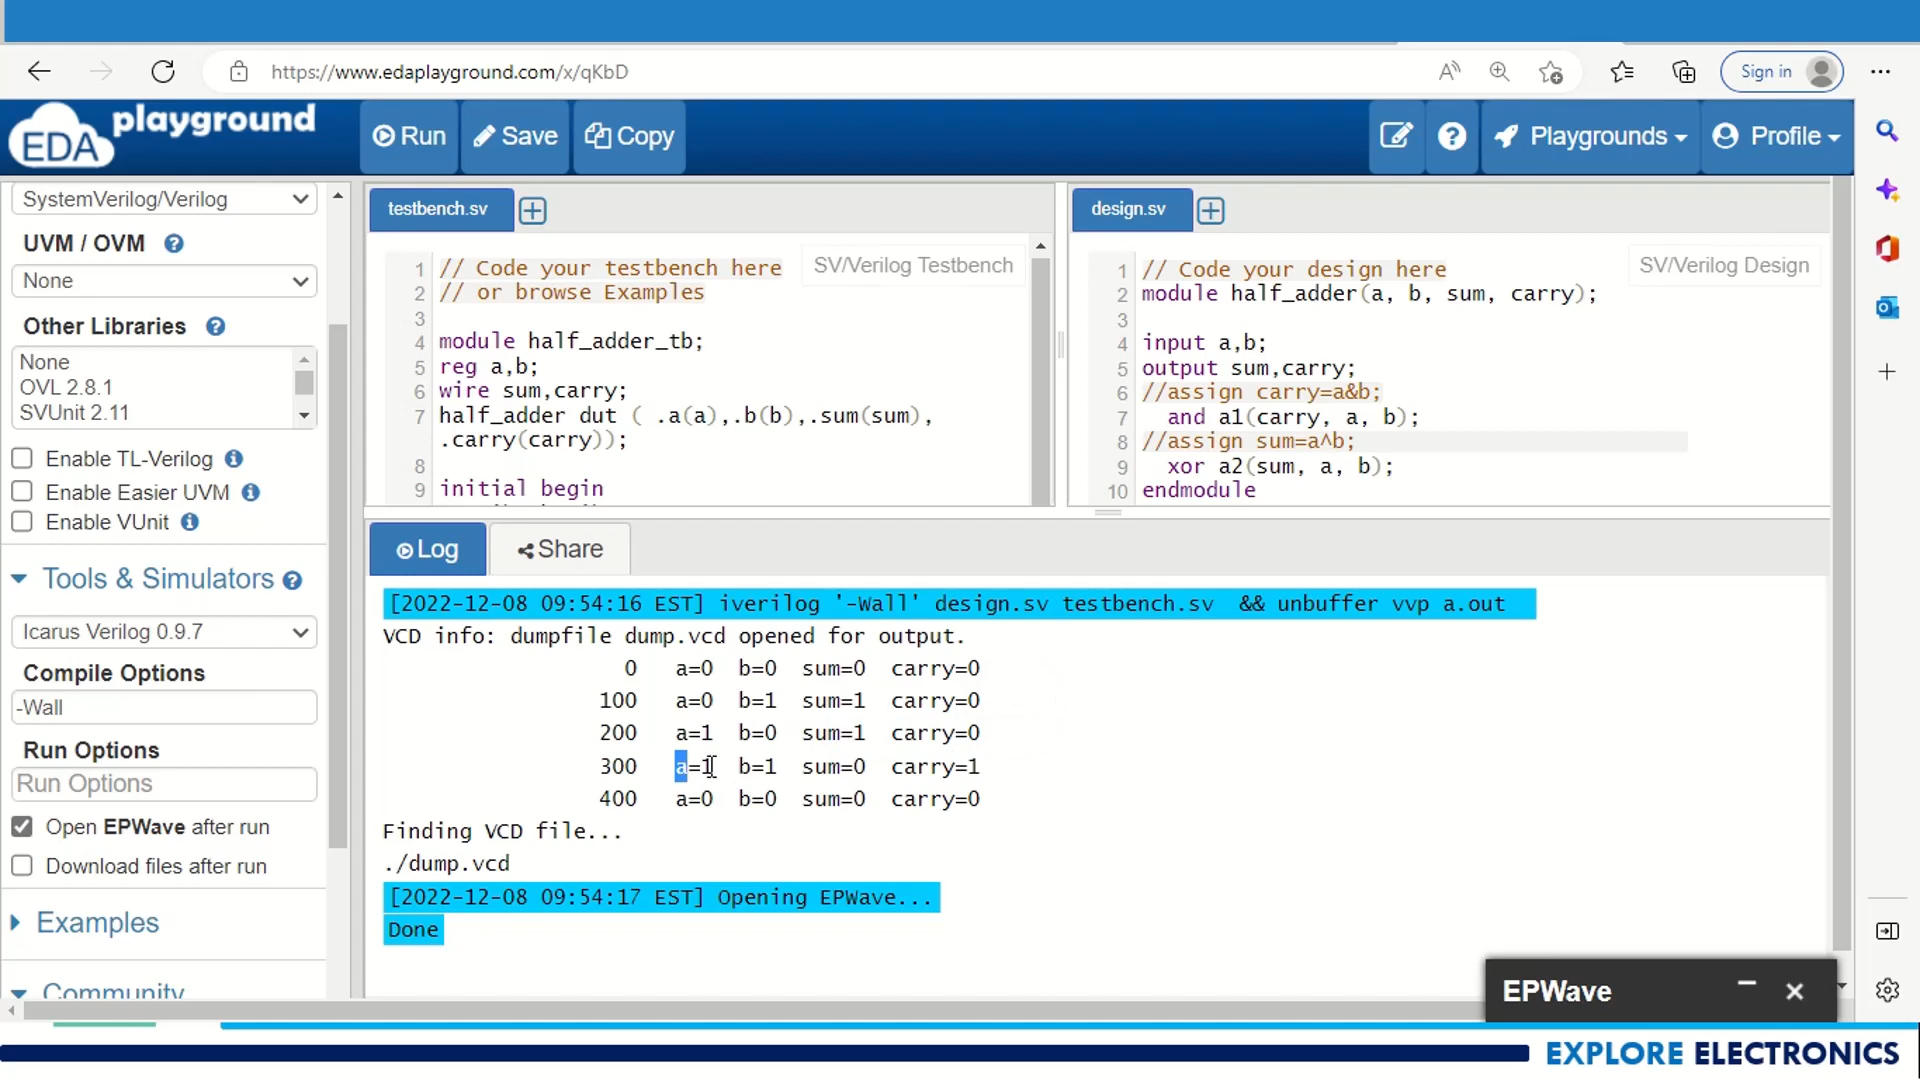 https://www.edaplayground.com/x/qKbD
Sign in
EDA playground
Run
Save
Copy
Playgrounds
Profile
SystemVerilog/Verilog
UVM / OVM
None
Other Libraries
None
OVL 2.8.1
SVUnit 2.11
Enable TL-Verilog
Enable Easier UVM
Enable VUnit
Tools & Simulators
Icarus Verilog 0.9.7
Compile Options
-Wall
Run Options
Run Options
Open EPWave after run
Download files after run
Examples
Community
testbench.sv
SV/Verilog Testbench
1 // Code your testbench here
2 // or browse Examples
3
4 module half_adder_tb;
5 reg a,b;
6 wire sum,carry;
7 half_adder dut ( .a(a),.b(b),.sum(sum),
.carry(carry));
8
9 initial begin
design.sv
SV/Verilog Design
1 // Code your design here
2 module half_adder(a, b, sum, carry);
3
4 input a,b;
5 output sum,carry;
6 //assign carry=a&b;
7 and a1(carry, a, b);
8 //assign sum=a^b;
9 xor a2(sum, a, b);
10 endmodule
Log
Share
[2022-12-08 09:54:16 EST] iverilog '-Wall' design.sv testbench.sv && unbuffer vvp a.out
VCD info: dumpfile dump.vcd opened for output.
0 a=0 b=0 sum=0 carry=0
100 a=0 b=1 sum=1 carry=0
200 a=1 b=0 sum=1 carry=0
300 a=1 b=1 sum=0 carry=1
400 a=0 b=0 sum=0 carry=0
Finding VCD file...
./dump.vcd
[2022-12-08 09:54:17 EST] Opening EPWave...
Done
EPWave
EXPLORE ELECTRONICS